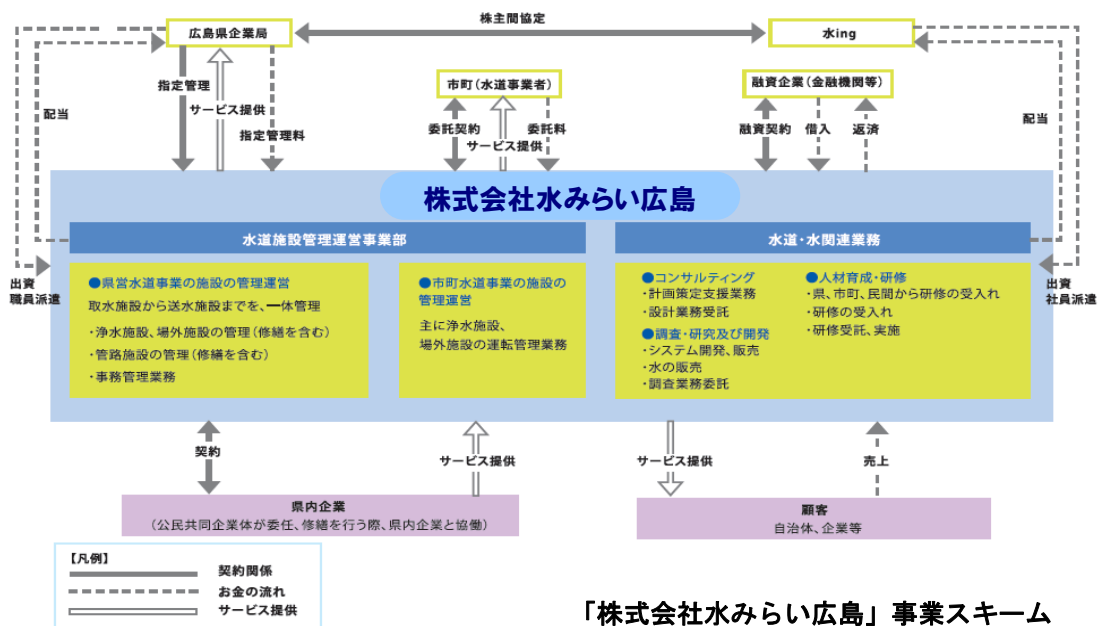 株主間協定
広島県企業局
水ing
指定管理
サービス提供
指定管理料
配当
市町(水道事業者)
委託契約
サービス提供
委託料
融資企業(金融機関等)
融資契約
借入
返済
配当
株式会社水みらい広島
水道施設管理運営事業部
水道・水関連業務
出資
職員派遣
出資
社員派遣
●県営水道事業の施設の管理運営
取水施設から送水施設までを、一体管理
・浄水施設、場外施設の管理(修繕を含む)
・管路施設の管理(修繕を含む)
・事務管理業務
●市町水道事業の施設の
管理運営
主に浄水施設、
場外施設の運転管理業務
●コンサルティング
・計画策定支援業務
・設計業務受託
●調査・研究及び開発
・システム開発、販売
・水の販売
・調査業務委託
●人材育成・研修
・県、市町、民間から研修の受入れ
・研修の受入れ
・研修受託、実施
契約
サービス提供
サービス提供
売上
県内企業
(公民共同企業体が委任、修繕を行う際、県内企業と協働)
顧客
自治体、企業等
【凡例】
契約関係
お金の流れ
サービス提供
「株式会社水みらい広島」事業スキーム